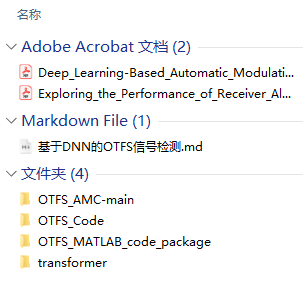 名称
Adobe Acrobat 文档 (2)
Deep_Learning-Based_Automatic_Modulati...
Exploring_the_Performance_of_Receiver_Al...
Markdown File (1)
基于DNN的OTFS信号检测.md
文件夹 (4)
OTFS_AMC-main
OTFS_Code
OTFS_MATLAB_code_package
transformer